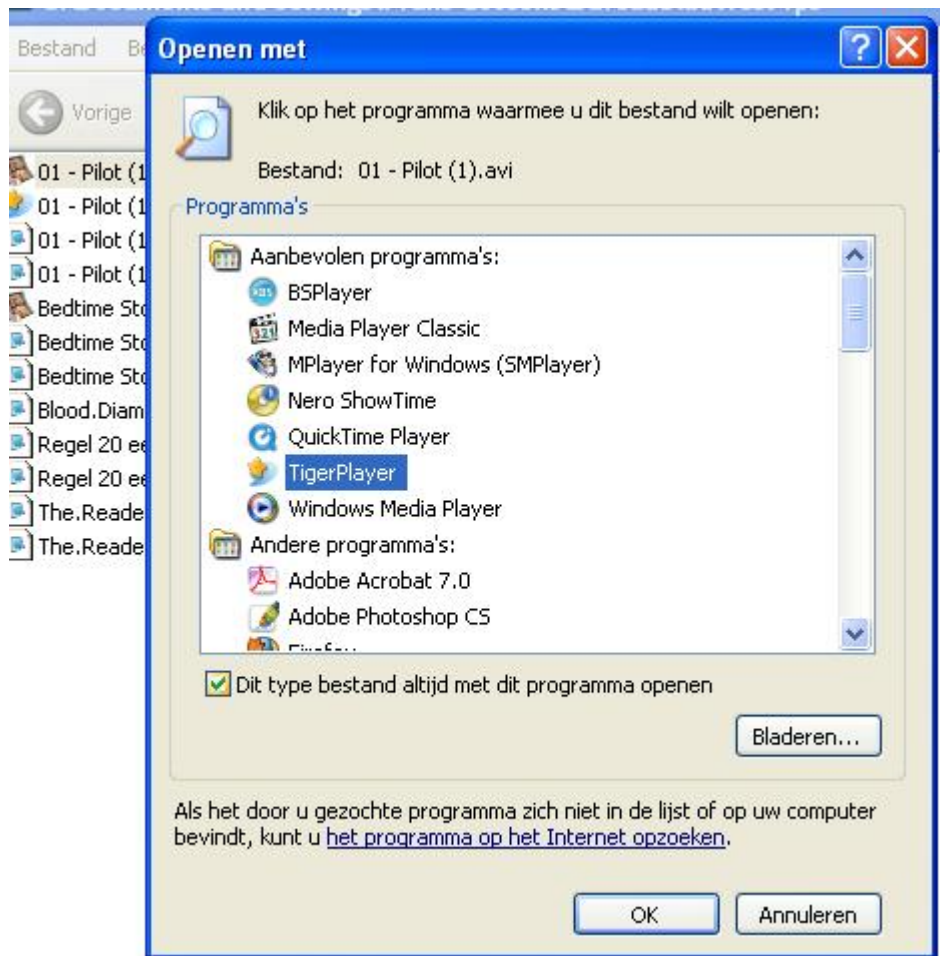 Bestand
Openen met
Vorige
Klik op het programma waarmee u dit bestand wilt openen:
Bestand: 01 - Pilot (1).avi
01 - Pilot (1
01 - Pilot (1
01 - Pilot (1
01 - Pilot (1
Bedtime Sto
Bedtime Sto
Bedtime Sto
Blood.Diam
Regel 20 ee
Regel 20 ee
The.Reade
The.Reade
Programma's
Aanbevolen programma's:
BSPlayer
Media Player Classic
MPlayer for Windows (SMPlayer)
Nero ShowTime
QuickTime Player
TigerPlayer
Windows Media Player
Andere programma's:
Adobe Acrobat 7.0
Adobe Photoshop CS
Firefox
Dit type bestand altijd met dit programma openen
Bladeren...
Als het door u gezochte programma zich niet in de lijst of op uw computer
bevindt, kunt u het programma op het Internet opzoeken.
OK
Annuleren